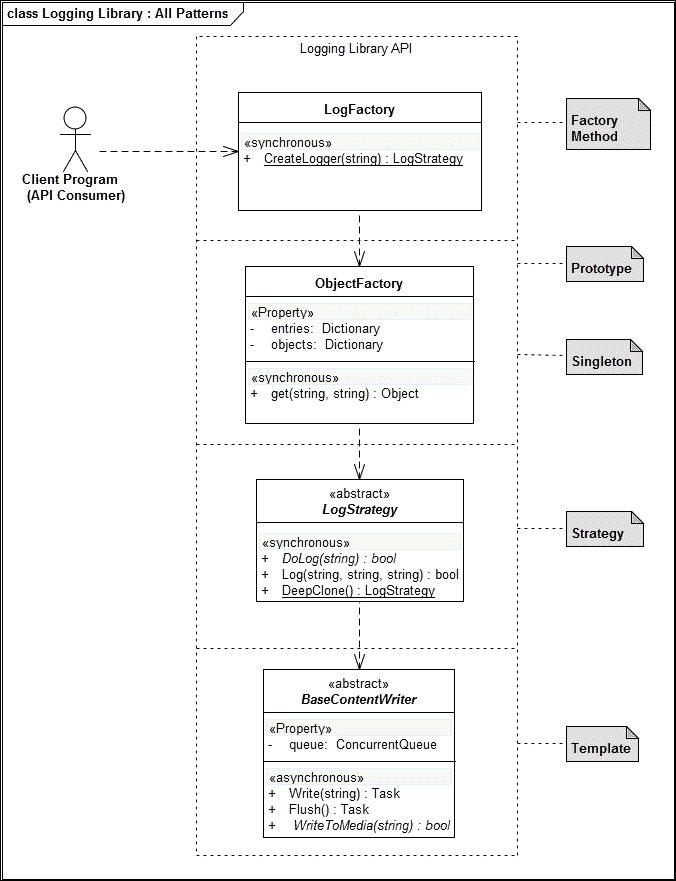 class Logging Library : All Patterns
Logging Library API
LogFactory
«synchronous»
+ CreateLogger(string) : LogStrategy
Factory
Method
Client Program
(API Consumer)
ObjectFactory
«Property»
- entries: Dictionary
- objects: Dictionary
«synchronous»
+ get(string, string) : Object
Prototype
Singleton
«abstract»
LogStrategy
«synchronous»
+ DoLog(string) : bool
+ Log(string, string, string) : bool
+ DeepClone() : LogStrategy
Strategy
«abstract»
BaseContentWriter
«Property»
- queue: ConcurrentQueue
«asynchronous»
+ Write(string) : Task
+ Flush() : Task
+ WriteToMedia(string) : bool
Template